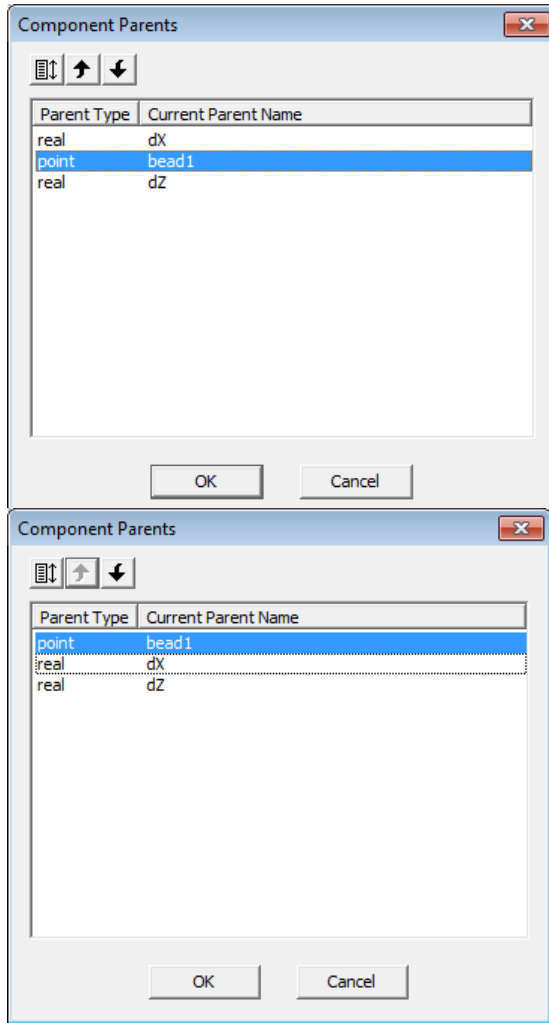 Component Parents
Parent Type Current Parent Name
real dX
point bead1
real dZ
OK Cancel
Component Parents
Parent Type Current Parent Name
point bead1
real dX
real dZ
OK Cancel